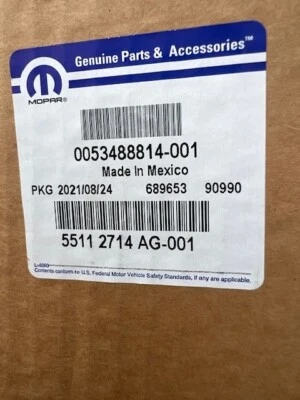 Genuine Parts & Accessories™
MOPAR®
0053488814-001
Made In Mexico
PKG 2021/08/24 689653 90990
5511 2714 AG-001
Contents conform to U.S. Federal Motor Vehicle Safety Standards, if any are applicable.